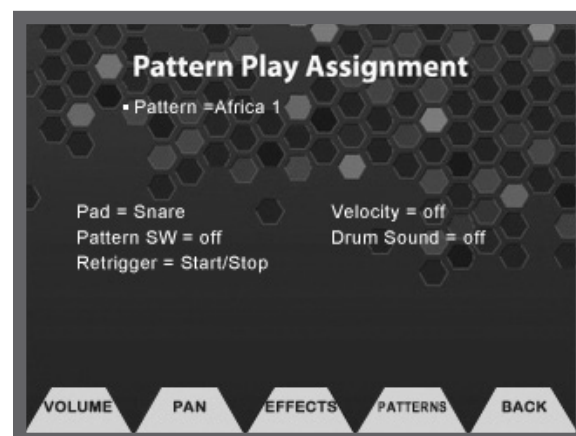 Pattern Play Assignment
▪ Pattern =Africa 1
Pad = Snare Velocity = off
Pattern SW = off Drum Sound = off
Retrigger = Start/Stop
VOLUME PAN EFFECTS PATTERNS BACK